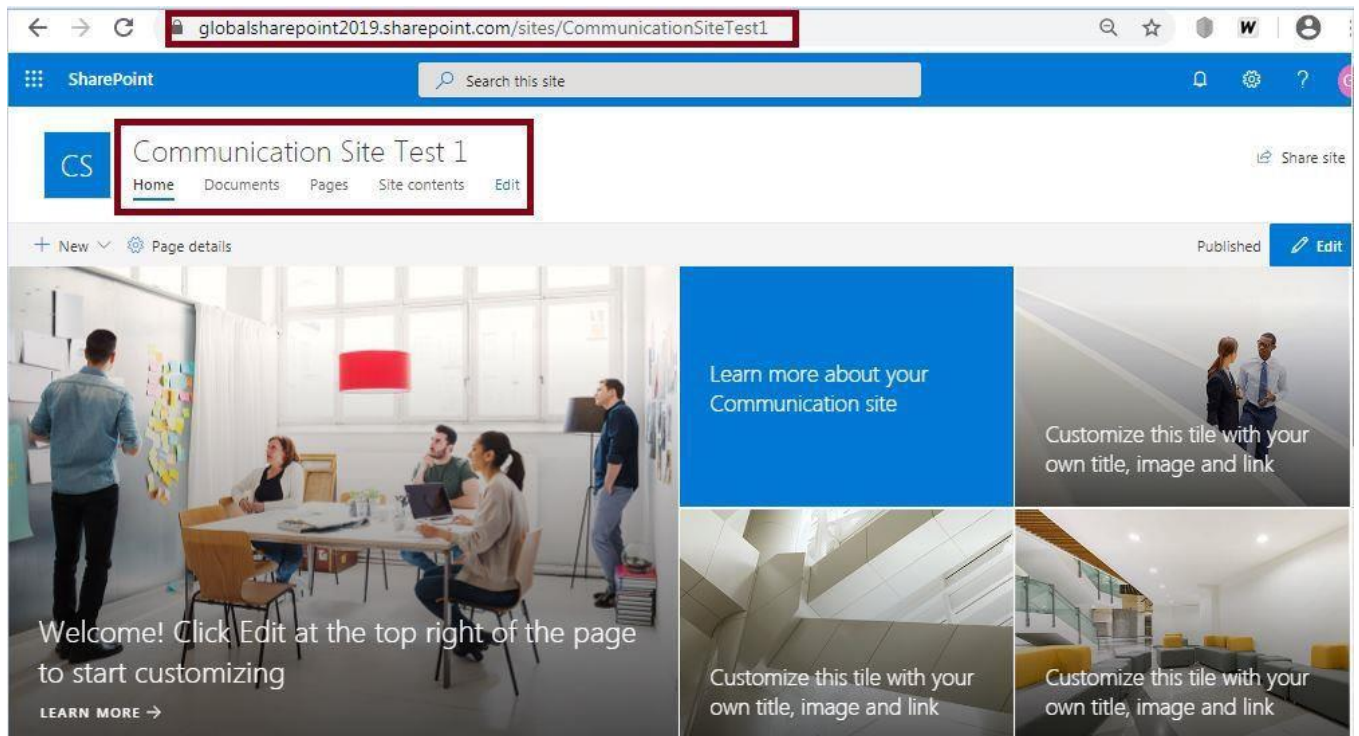 globalsharepoint2019.sharepoint.com/sites/CommunicationSiteTest1
W
SharePoint
Search this site
?
G
CS
Communication Site Test 1
Share site
Home Documents Pages Site contents Edit
+ New Page details
Published Edit
Learn more about your
Communication site
Customize this tile with your
own title, image and link
Welcome! Click Edit at the top right of the page
to start customizing
LEARN MORE →
Customize this tile with your
own title, image and link
Customize this tile with your
own title, image and link